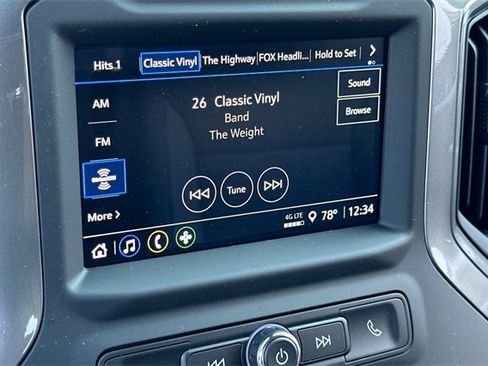 Hits 1 Classic Vinyl The Highway FOX Headli... Hold to Set
AM
26 Classic Vinyl
Sound
Band
Browse
The Weight
FM
Tune
More
4G LTE 78° 12:34